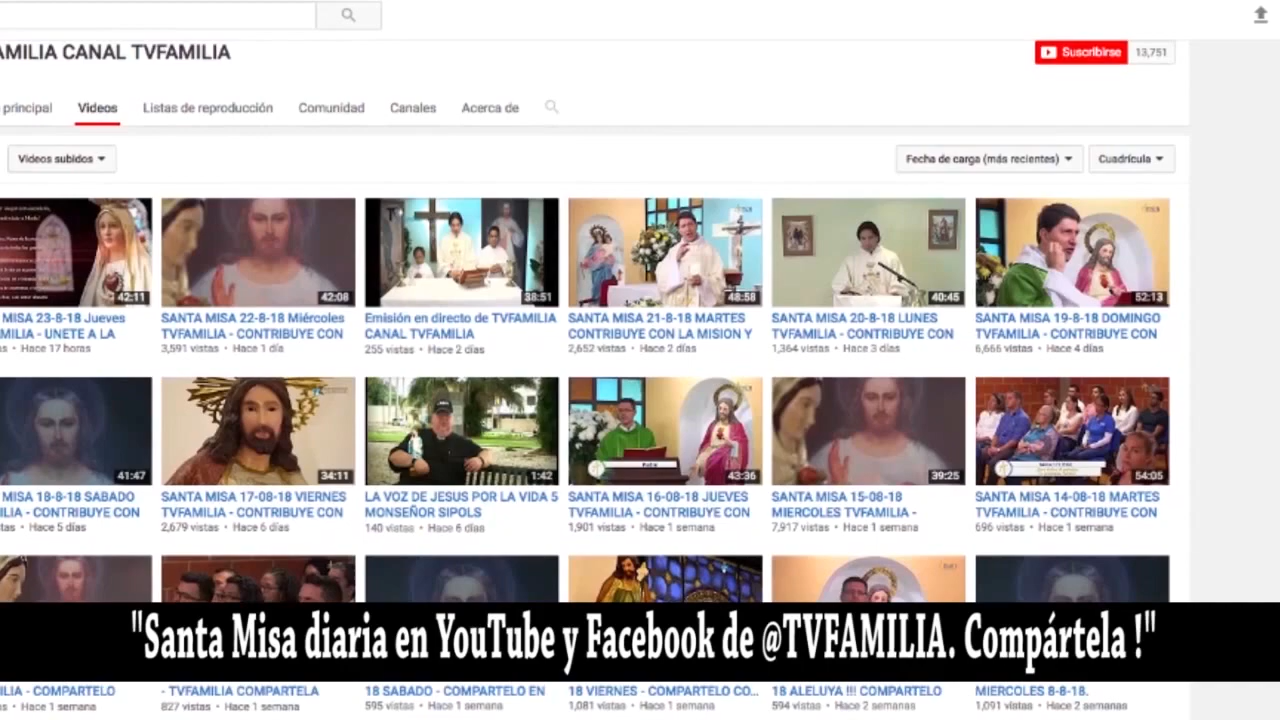 AMILIA CANAL TVFAMILIA
Suscribirse 13,751
principal Videos Listas de reproducción Comunidad Canales Acerca de
Videos subidos Fecha de carga (más recientes) Cuadrícula
42:11 42:08 38:51 48:58 40:45 52:13
MISA 23-8-18 Jueves
MILIA - UNETE A LA
s • Hace 17 horas
SANTA MISA 22-8-18 Miércoles
TVFAMILIA - CONTRIBUYE CON
3,591 vistas • Hace 1 día
Emisión en directo de TVFAMILIA
CANAL TVFAMILIA
255 vistas • Hace 2 días
SANTA MISA 21-8-18 MARTES
CONTRIBUYE CON LA MISION Y
2,652 vistas • Hace 2 días
SANTA MISA 20-8-18 LUNES
TVFAMILIA - CONTRIBUYE CON
1,364 vistas • Hace 3 días
SANTA MISA 19-8-18 DOMINGO
TVFAMILIA - CONTRIBUYE CON
6,666 vistas • Hace 4 días
41:47 34:11 1:42 43:36 39:25 54:05
MISA 18-8-18 SABADO
ILIA - CONTRIBUYE CON
tas • Hace 5 días
SANTA MISA 17-08-18 VIERNES
TVFAMILIA - CONTRIBUYE CON
2,679 vistas • Hace 6 días
LA VOZ DE JESUS POR LA VIDA 5
MONSEÑOR SIPOLS
140 vistas • Hace 6 días
SANTA MISA 16-08-18 JUEVES
TVFAMILIA - CONTRIBUYE CON
1,901 vistas • Hace 1 semana
SANTA MISA 15-08-18
MIERCOLES TVFAMILIA -
7,917 vistas • Hace 1 semana
SANTA MISA 14-08-18 MARTES
TVFAMILIA - CONTRIBUYE CON
696 vistas • Hace 1 semana
"Santa Misa diaria en YouTube y Facebook de @TVFAMILIA. Compártela !"
ILIA - COMPARTELO
s • Hace 1 semana
- TVFAMILIA COMPARTELA
827 vistas • Hace 1 semana
18 SABADO - COMPARTELO EN
595 vistas • Hace 1 semana
18 VIERNES - COMPARTELO CO...
1,081 vistas • Hace 1 semana
18 ALELUYA !!! COMPARTELO
594 vistas • Hace 2 semanas
MIERCOLES 8-8-18.
1,091 vistas • Hace 2 semanas